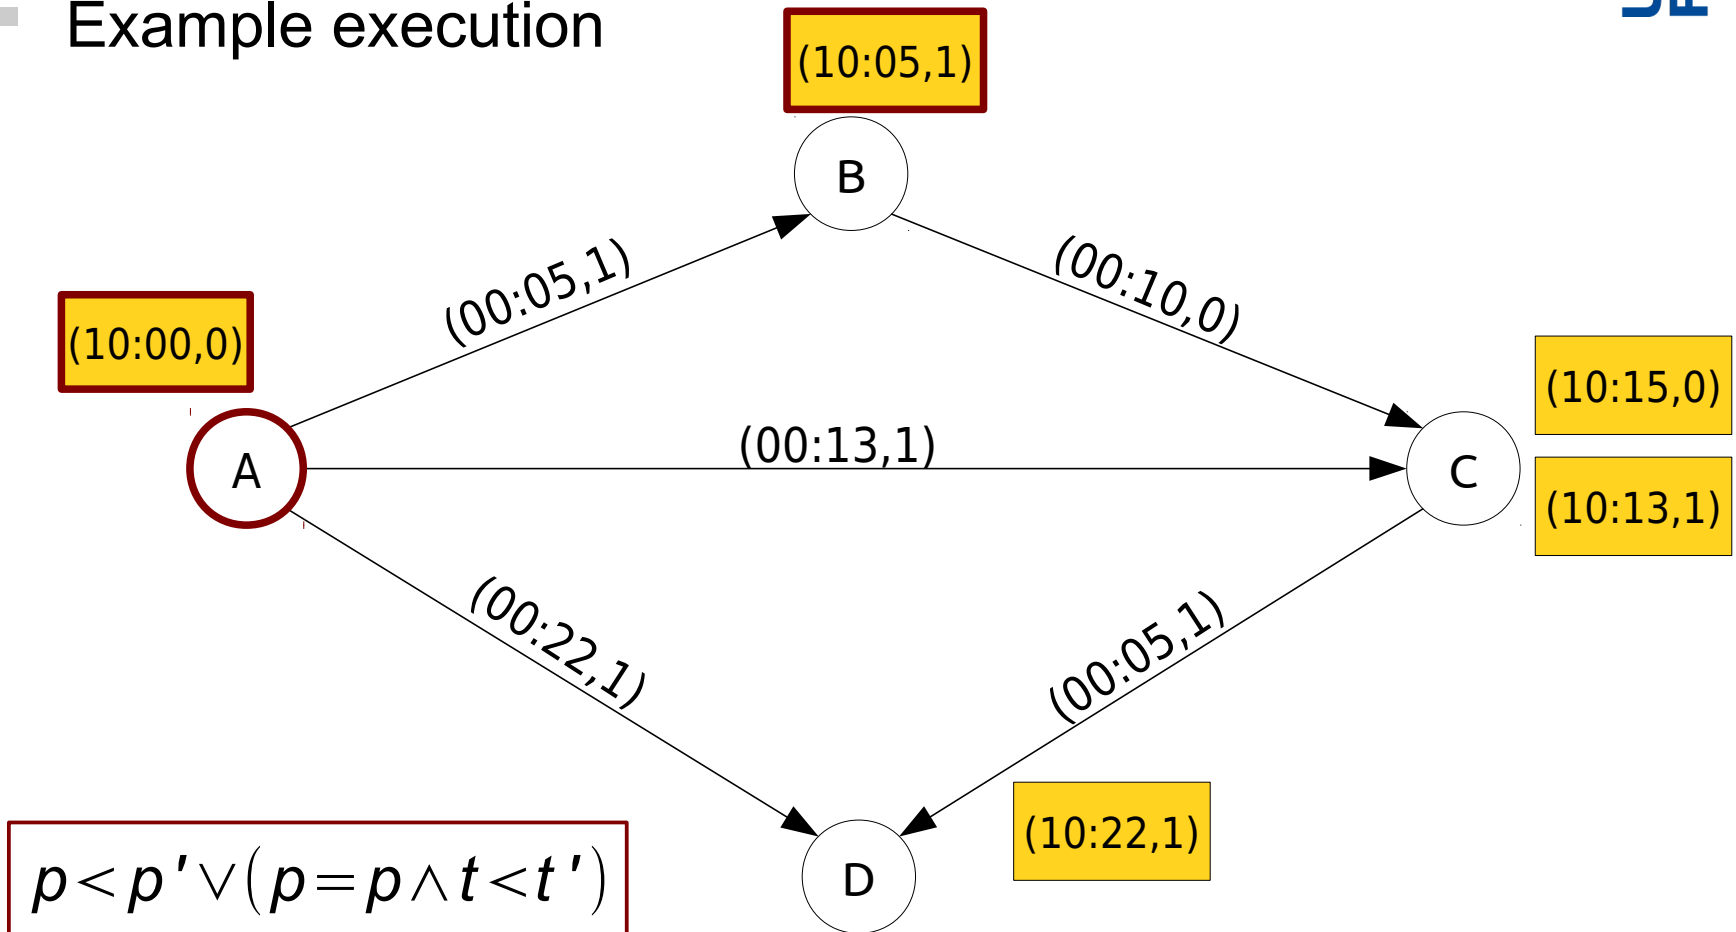 Example execution
(10:05,1)
B
(00:05,1)
(00:10,0)
(10:00,0)
(10:15,0)
(00:13,1)
A
C
(10:13,1)
(00:22,1)
(00:05,1)
(10:22,1)
D
p<p'∨(p=p∧t<t')